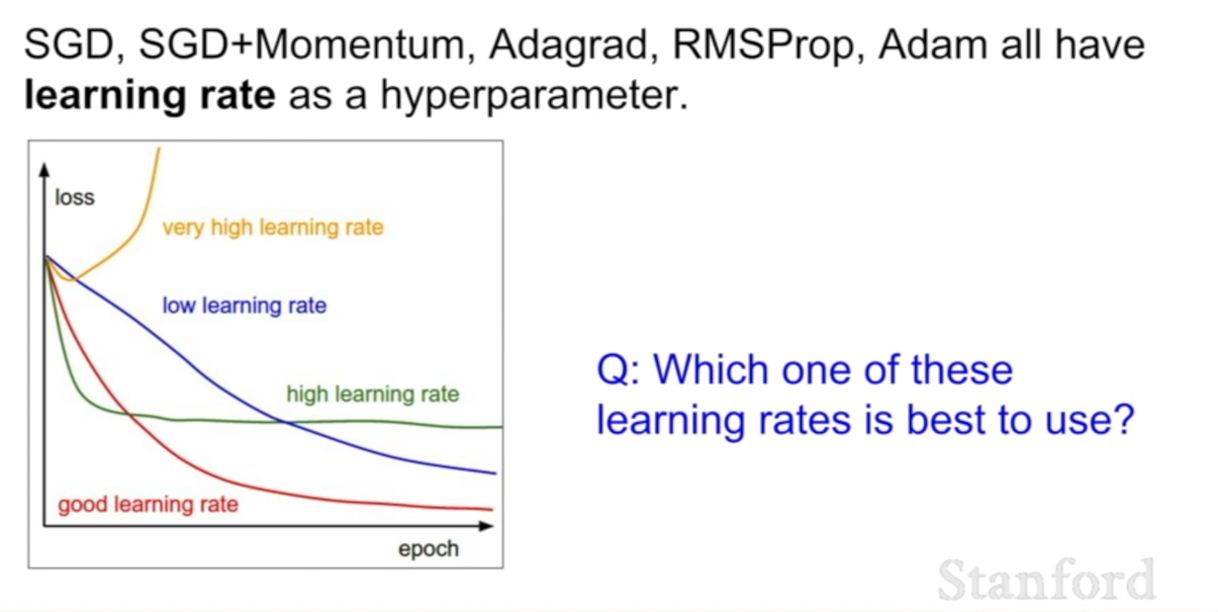 SGD, SGD+Momentum, Adagrad, RMSProp, Adam all have
learning rate as a hyperparameter.
loss
very high learning rate
low learning rate
high learning rate
good learning rate
epoch
Q: Which one of these
learning rates is best to use?
Stanford